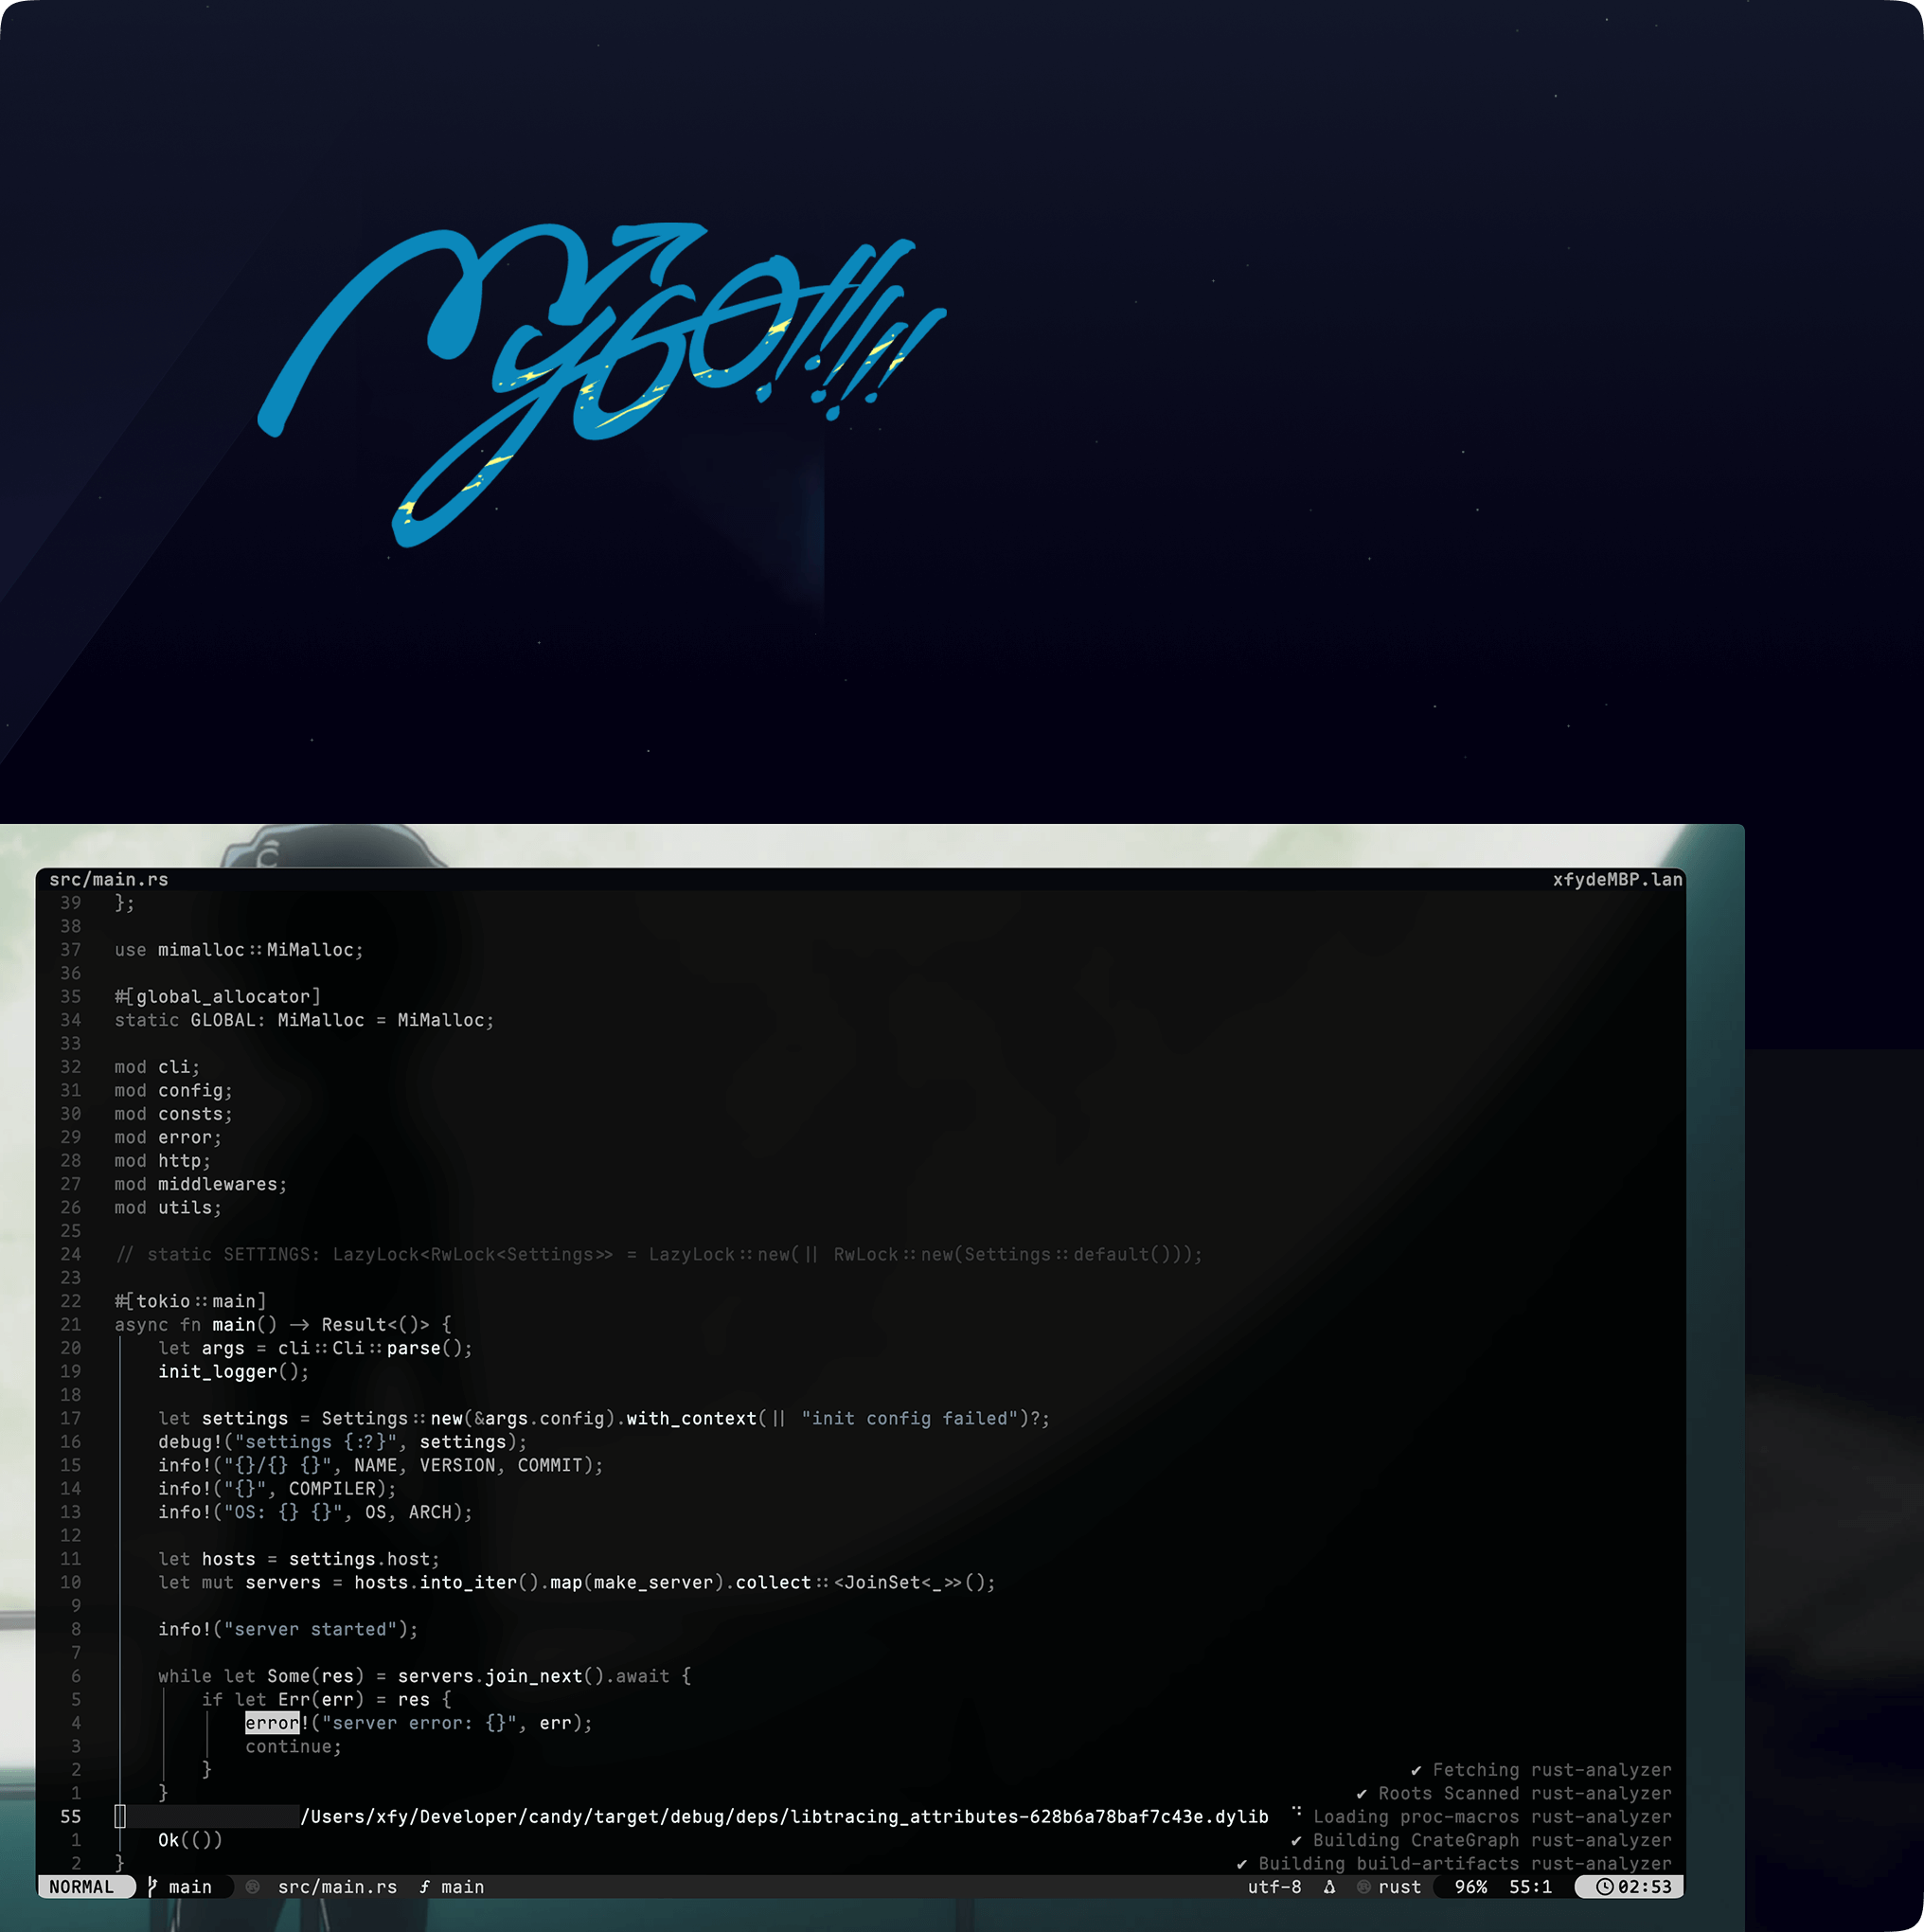 MyGO!!!!!
src/main.rs xfydeMBP.lan
39 };
38
37 use mimalloc::MiMalloc;
36
35 #[global_allocator]
34 static GLOBAL: MiMalloc = MiMalloc;
33
32 mod cli;
31 mod config;
30 mod consts;
29 mod error;
28 mod http;
27 mod middlewares;
26 mod utils;
25
24 // static SETTINGS: LazyLock<RwLock<Settings>> = LazyLock::new(|| RwLock::new(Settings::default()));
23
22 #[tokio::main]
21 async fn main() -> Result<()> {
20 let args = cli::Cli::parse();
19 init_logger();
18
17 let settings = Settings::new(&args.config).with_context(|| "init config failed")?;
16 debug!("settings {:?}", settings);
15 info!("{}/{} {}", NAME, VERSION, COMMIT);
14 info!("{}", COMPILER);
13 info!("OS: {} {}", OS, ARCH);
12
11 let hosts = settings.host;
10 let mut servers = hosts.into_iter().map(make_server).collect::<JoinSet<_>>();
9
8 info!("server started");
7
6 while let Some(res) = servers.join_next().await {
5 if let Err(err) = res {
4 error!("server error: {}", err);
3 continue;
2 } ✔ Fetching rust-analyzer
1 } ✔ Roots Scanned rust-analyzer
55 /Users/xfy/Developer/candy/target/debug/deps/libtracing_attributes-628b6a78baf7c43e.dylib Loading proc-macros rust-analyzer
1 Ok(()) ✔ Building CrateGraph rust-analyzer
2 } ✔ Building build-artifacts rust-analyzer
NORMAL main src/main.rs ƒ main utf-8 rust 96% 55:1 02:53